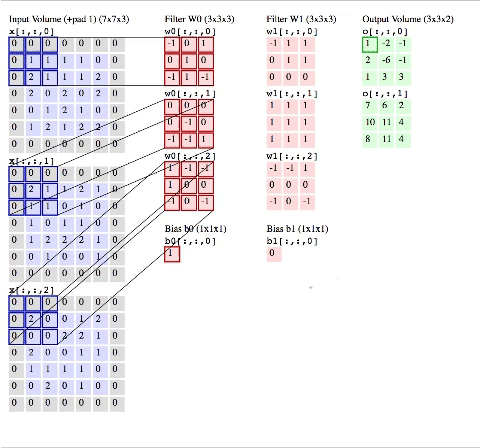 Input Volume (+pad 1) (7x7x3)
x[:,:,0]
0 0 0 0 0 0 0
0 1 1 1 1 0 0
0 2 1 1 1 2 0
0 2 0 2 0 2 0
0 0 1 2 1 0 0
0 1 2 1 2 2 0
0 0 0 0 0 0 0
x[:,:,1]
0 0 0 0 0 0 0
0 2 1 1 2 1 0
0 1 1 0 1 0 0
0 1 0 1 1 0 0
0 1 2 2 2 1 0
0 0 1 0 0 1 0
0 0 0 0 0 0 0
x[:,:,2]
0 0 0 0 0 0 0
0 2 0 0 1 2 0
0 0 0 2 2 1 0
0 2 0 0 1 1 0
0 1 1 1 1 0 0
0 0 2 0 1 0 0
0 0 0 0 0 0 0
Filter W0 (3x3x3)
w0[:,:,0]
-1 0 1
0 1 0
-1 1 -1
w0[:,:,1]
0 0 0
0 -1 0
-1 -1 1
w0[:,:,2]
1 -1 -1
1 0 0
-1 0 -1
Bias b0 (1x1x1)
b0[:,:,0]
1
Filter W1 (3x3x3)
w1[:,:,0]
-1 1 1
0 1 1
0 0 0
w1[:,:,1]
1 1 1
1 1 1
1 1 1
w1[:,:,2]
-1 -1 1
0 0 0
-1 0 -1
Bias b1 (1x1x1)
b1[:,:,0]
0
Output Volume (3x3x2)
o[:,:,0]
1 -2 -1
2 -6 -1
1 3 3
o[:,:,1]
7 6 2
10 11 4
8 11 4